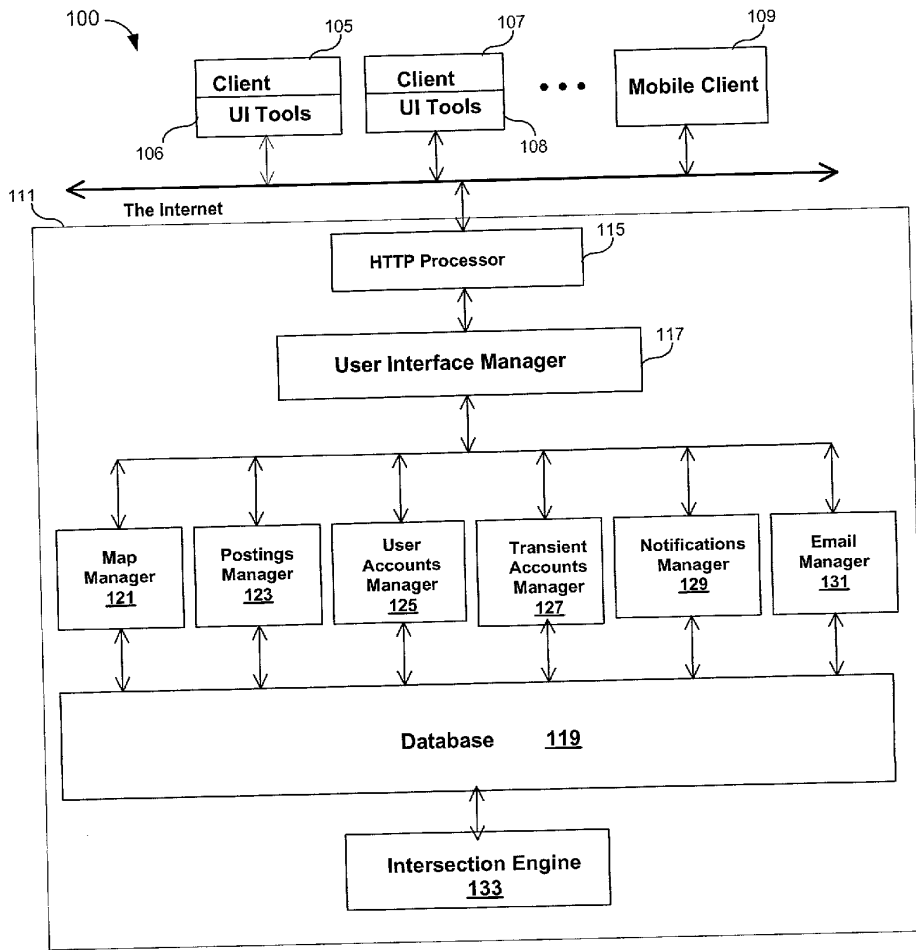 100
105
107
109
Client
UI Tools
Client
UI Tools
Mobile Client
106
108
111
The Internet
HTTP Processor
115
User Interface Manager
117
Map
Manager
121
Postings
Manager
123
User
Accounts
Manager
125
Transient
Accounts
Manager
127
Notifications
Manager
129
Email
Manager
131
Database 119
Intersection Engine
133